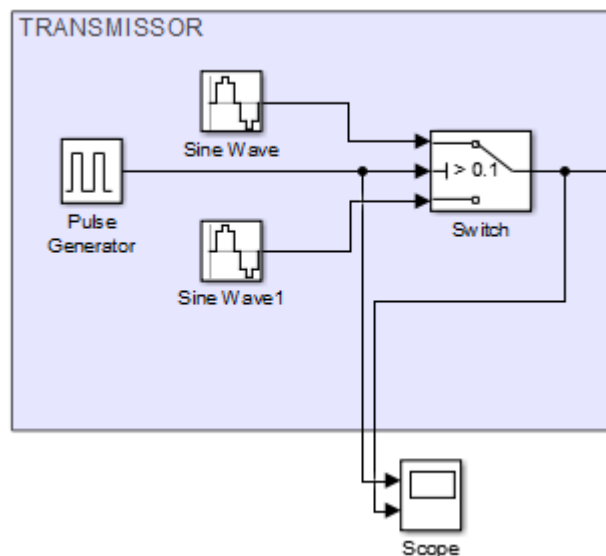 TRANSMISSOR
Sine Wave
> 0.1
Pulse
Generator
Switch
Sine Wave1
Scope